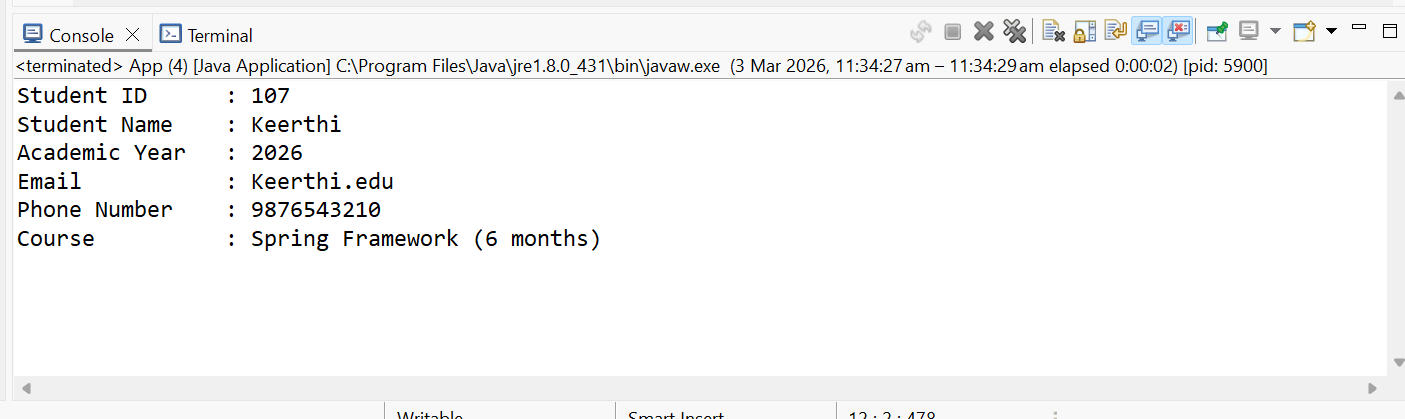 Console
Terminal
<terminated> App (4) [Java Application] C:\Program Files\Java\jre1.8.0_431\bin\javaw.exe (3 Mar 2026, 11:34:27 am – 11:34:29 am elapsed 0:00:02) [pid: 5900]
Student ID : 107
Student Name : Keerthi
Academic Year : 2026
Email : Keerthi.edu
Phone Number : 9876543210
Course : Spring Framework (6 months)
Writable
Smart Insert
12 : 2 : 478